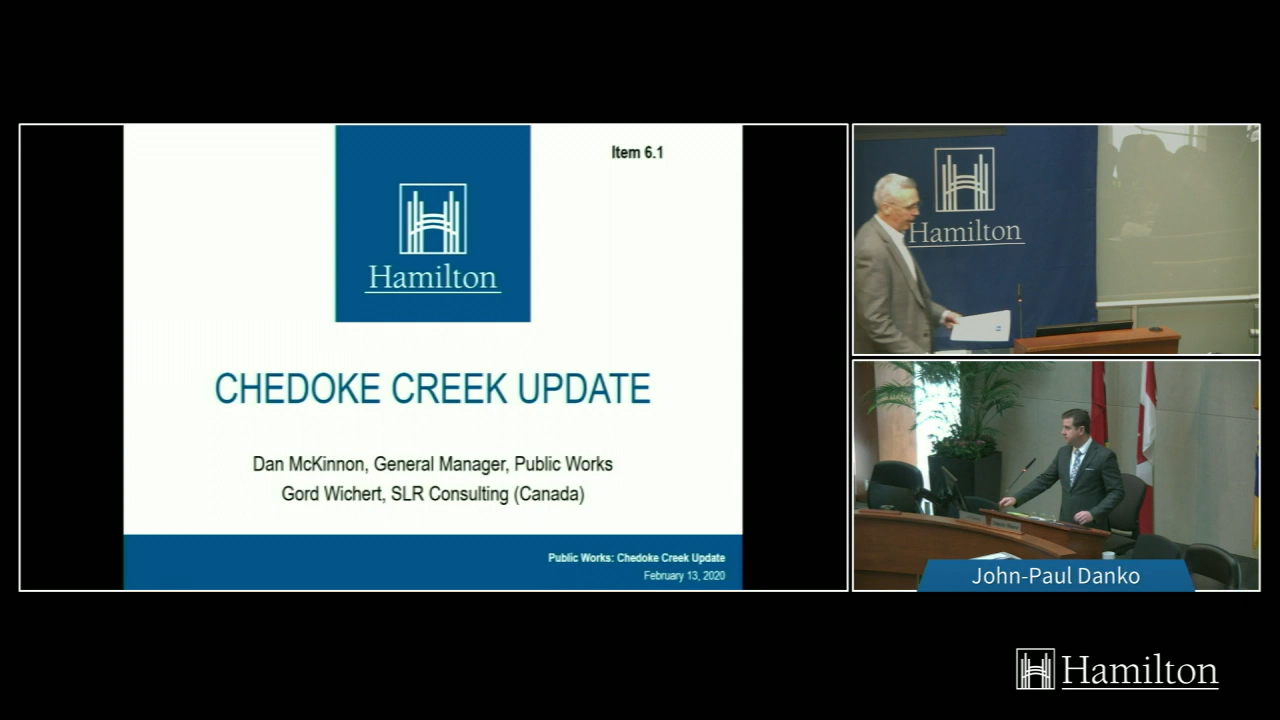 Item 6.1
Hamilton
CHEDOKE CREEK UPDATE
Dan McKinnon, General Manager, Public Works
Gord Wichert, SLR Consulting (Canada)
Public Works: Chedoke Creek Update
February 13, 2020
Hamilton
John-Paul Danko
Hamilton